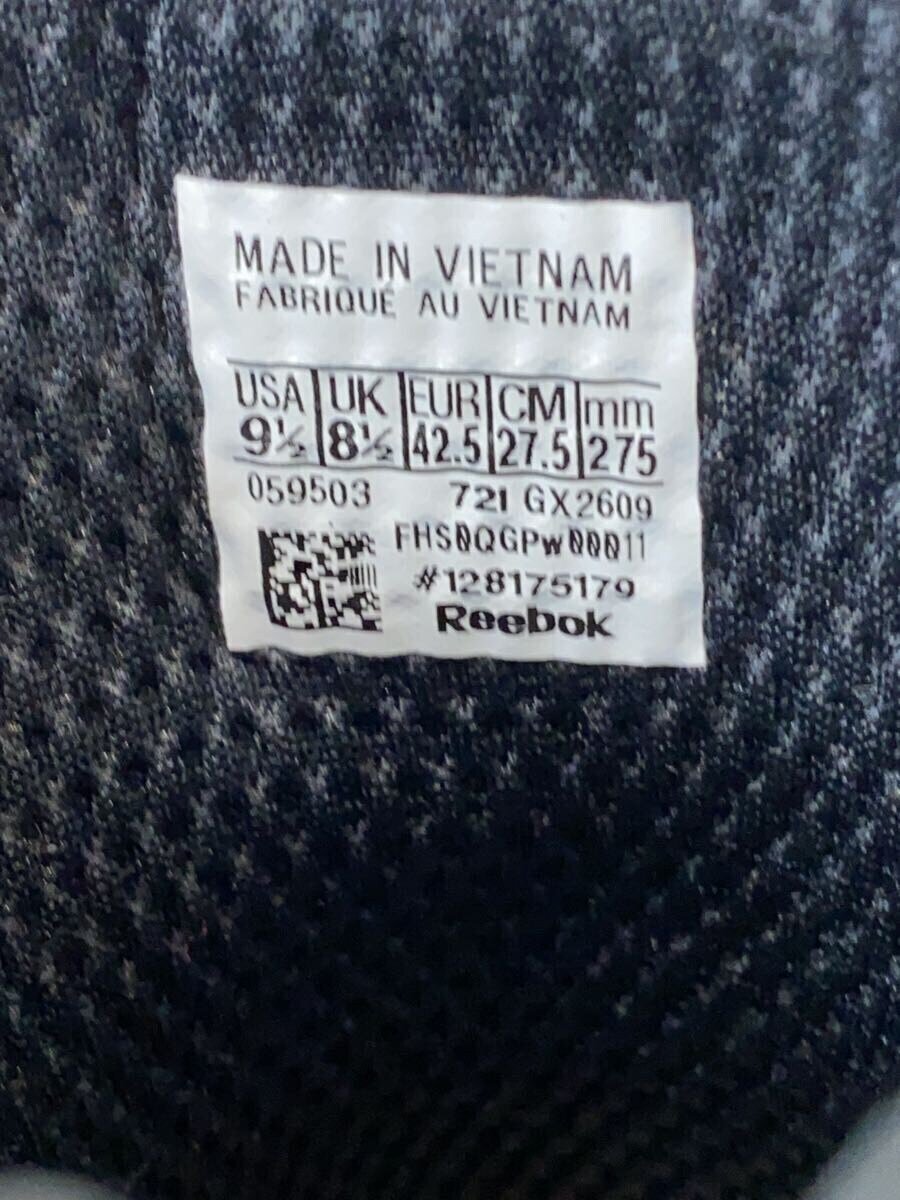 MADE IN VIETNAM
FABRIQUÉ AU VIETNAM
USA UK EUR CM mm
9½ 8½ 42.5 27.5 275
059503 721 GX2609
FHS0QGPw00011
#128175179
Reebok